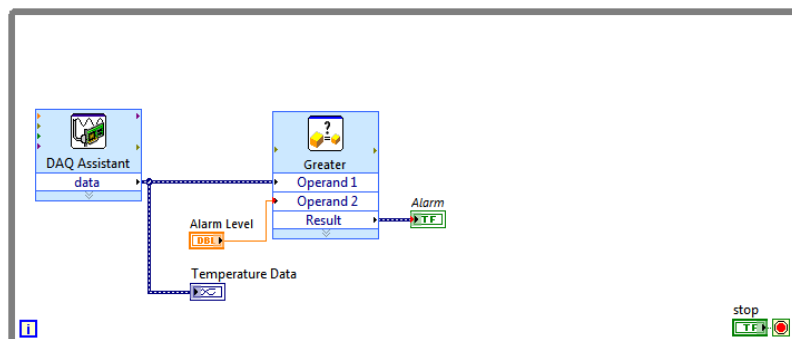 DAQ Assistant
data
?
=
Greater
Operand 1
Operand 2
Result
Alarm
TF
Alarm Level
DBL
Temperature Data
i
stop
TF